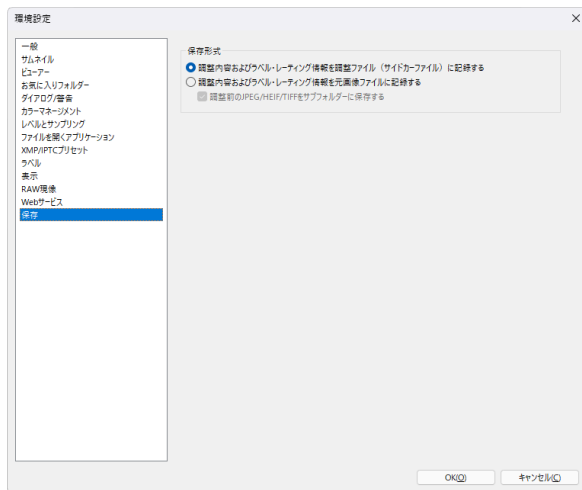 環境設定
一般
サムネイル
ビューアー
お気に入りフォルダー
ダイアログ/警告
カラーマネージメント
レベルとサンプリング
ファイルを開くアプリケーション
XMP/IPTCプリセット
ラベル
表示
RAW現像
Webサービス
保存
保存形式
調整内容およびラベル・レーティング情報を調整ファイル（サイドカーファイル）に記録する
調整内容およびラベル・レーティング情報を元画像ファイルに記録する
調整前のJPEG/HEIF/TIFFをサブフォルダーに保存する
OK(O)
キャンセル(C)